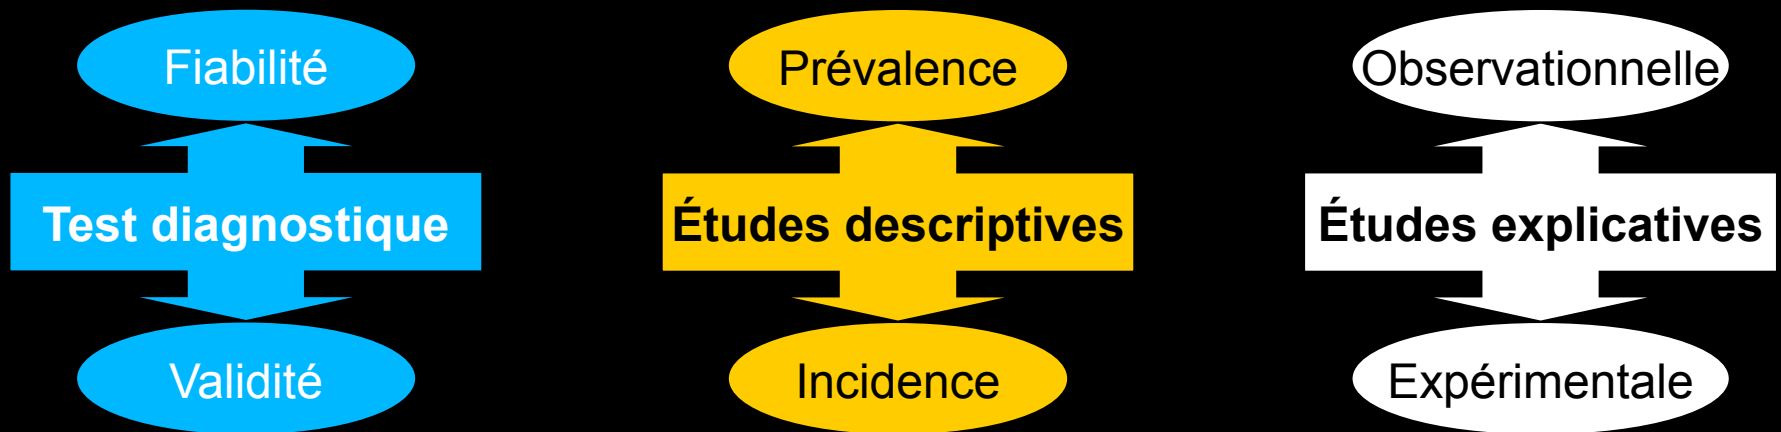 Fiabilité
Prévalence
Observationnelle
Test diagnostique
Études descriptives
Études explicatives
Validité
Incidence
Expérimentale